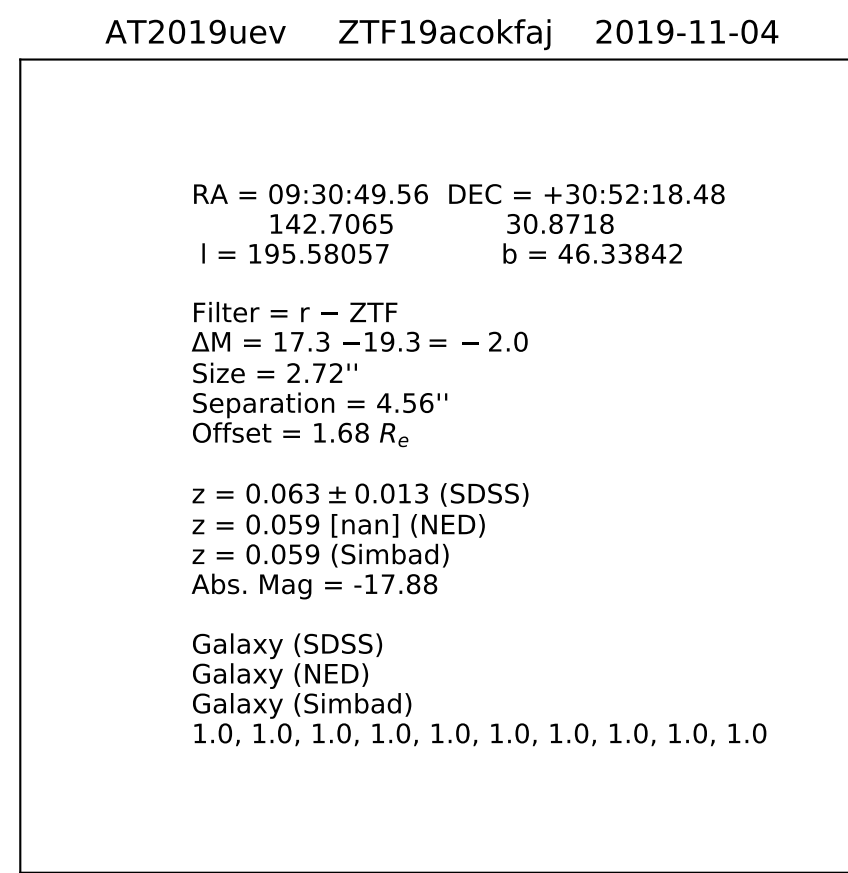 AT2019uev ZTF19acokfaj 2019-11-04
RA = 09:30:49.56 DEC = +30:52:18.48
142.7065 30.8718
l = 195.58057 b = 46.33842
Filter = r − ZTF
ΔM = 17.3 −19.3 = − 2.0
Size = 2.72''
Separation = 4.56''
Offset = 1.68 Rₑ
z = 0.063 ± 0.013 (SDSS)
z = 0.059 [nan] (NED)
z = 0.059 (Simbad)
Abs. Mag = -17.88
Galaxy (SDSS)
Galaxy (NED)
Galaxy (Simbad)
1.0, 1.0, 1.0, 1.0, 1.0, 1.0, 1.0, 1.0, 1.0, 1.0